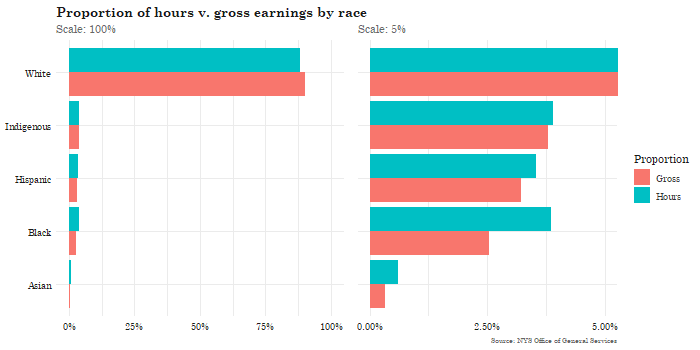 Proportion of hours v. gross earnings by race
Scale: 100%
Scale: 5%
White
Indigenous
Hispanic
Black
Asian
0%
25%
50%
75%
100%
0.00%
2.50%
5.00%
Proportion
Gross
Hours
Source: NYS Office of General Services